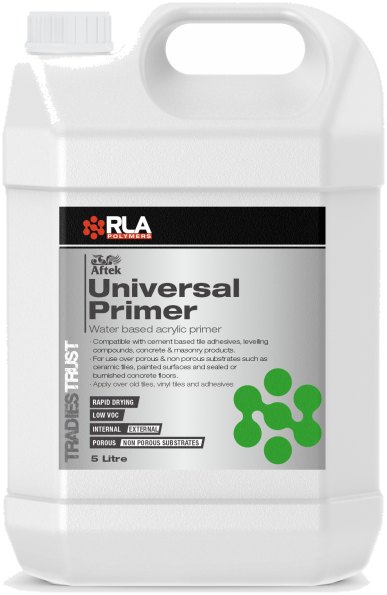 RLA
POLYMERS
Aftek
Universal
Primer
Water based acrylic primer
· Compatible with cement based tile adhesives, levelling
compounds, concrete & masonry products.
· For use over porous & non porous substrates such as
ceramic tiles, painted surfaces and sealed or
burnished concrete floors.
· Apply over old tiles, vinyl tiles and adhesives
RAPID DRYING
LOW VOC
INTERNAL EXTERNAL
POROUS NON POROUS SUBSTRATES
5 Litre
TRADIESTRUST